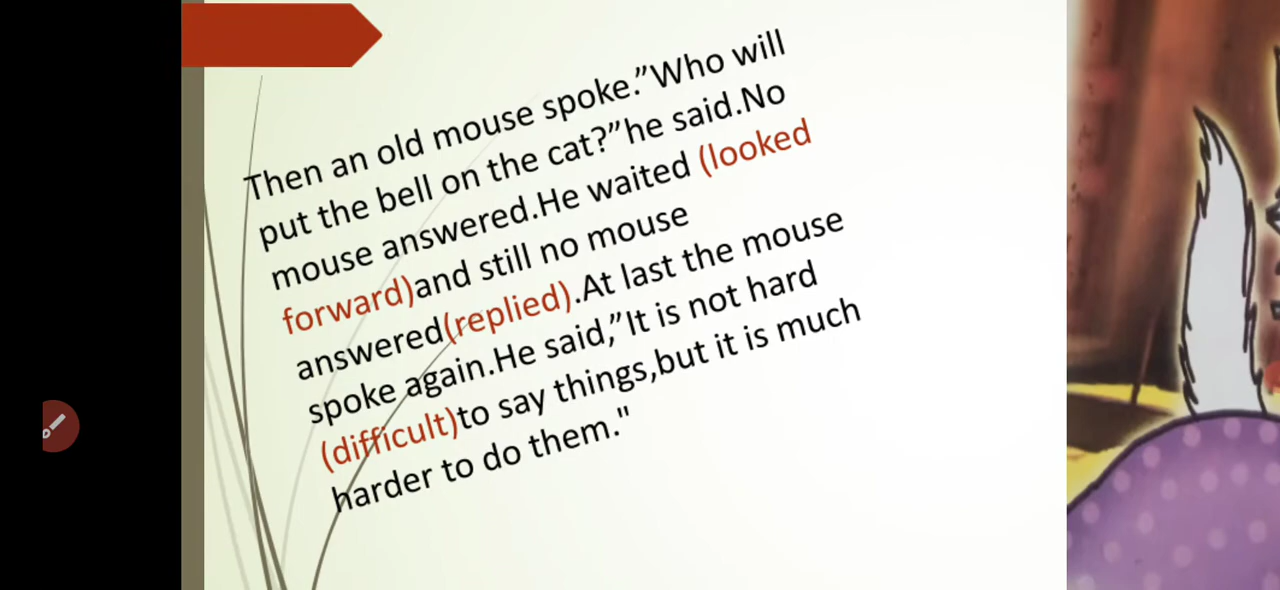 Then an old mouse spoke.”Who will
put the bell on the cat?”he said.No
mouse answered.He waited (looked
forward)and still no mouse
answered(replied).At last the mouse
spoke again.He said,”It is not hard
(difficult)to say things,but it is much
harder to do them."